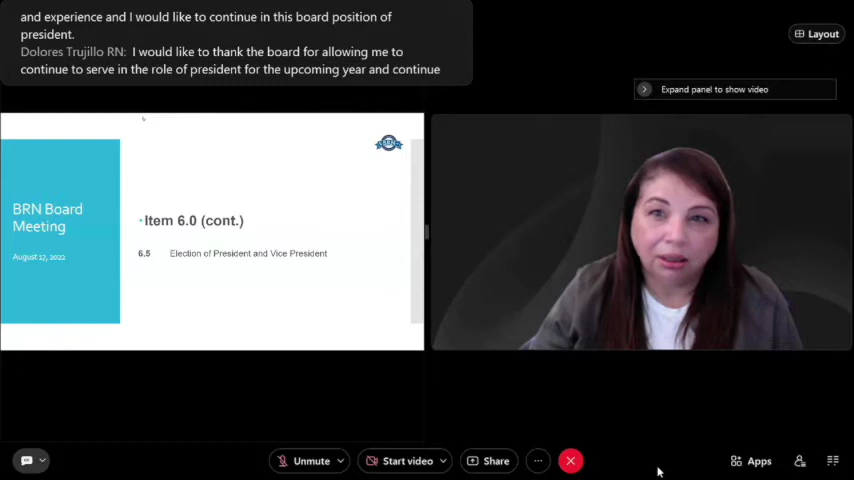 and experience and I would like to continue in this board position of
president.
Dolores Trujillo RN: I would like to thank the board for allowing me to
continue to serve in the role of president for the upcoming year and continue
Layout
Expand panel to show video
BRN
BRN Board
Meeting
August 17, 2022
Item 6.0 (cont.)
6.5 Election of President and Vice President
Unmute
Start video
Share
Apps